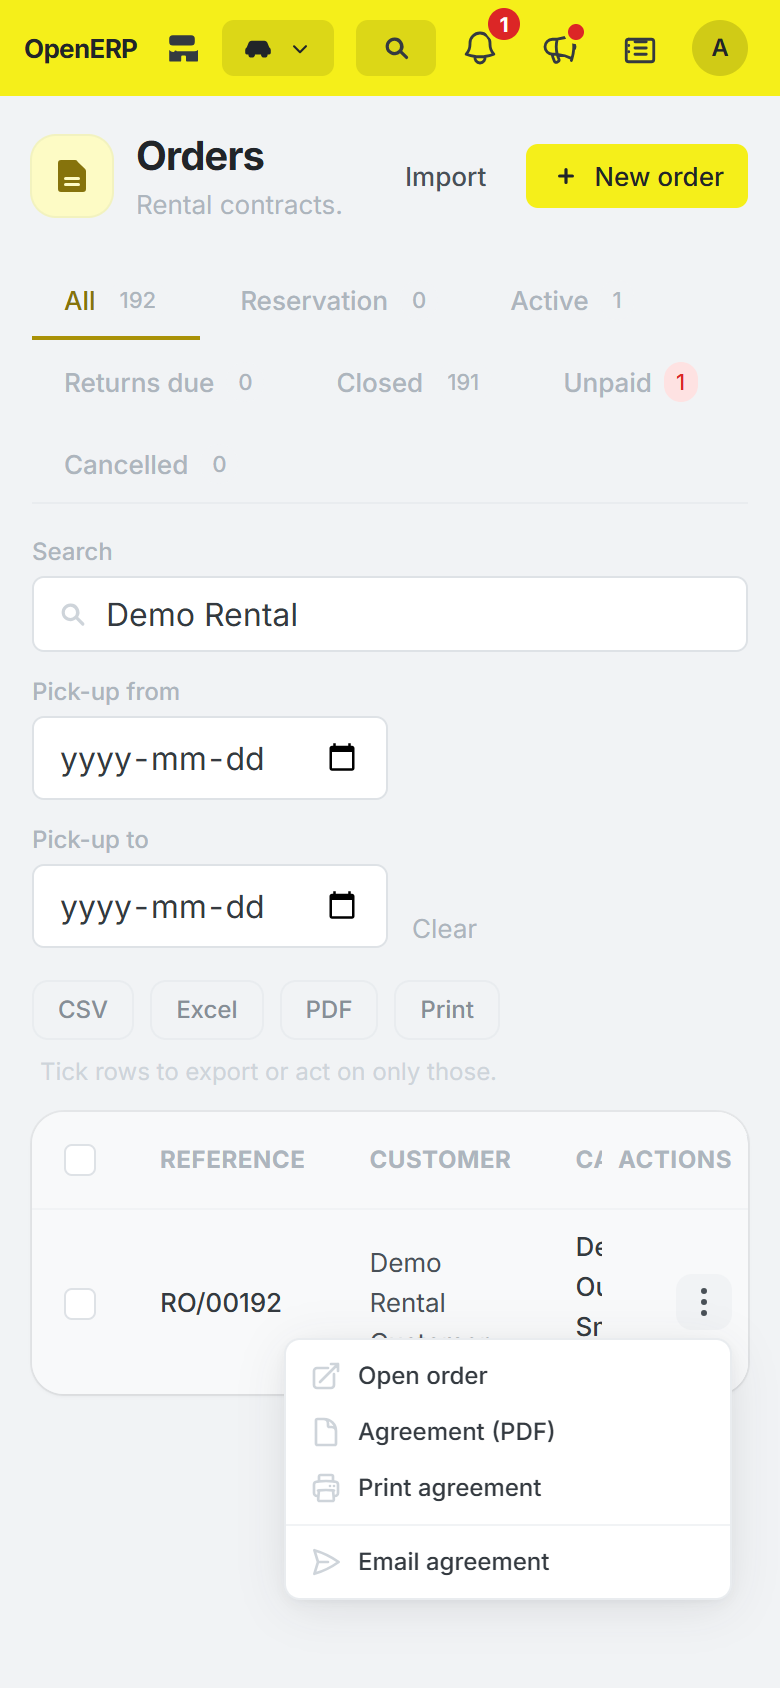 OpenERP
1
A
Orders
Rental contracts.
Import
+ New order
All 192
Reservation 0
Active 1
Returns due 0
Closed 191
Unpaid 1
Cancelled 0
Search
Demo Rental
Pick-up from
yyyy-mm-dd
Pick-up to
yyyy-mm-dd
Clear
CSV
Excel
PDF
Print
Tick rows to export or act on only those.
REFERENCE CUSTOMER CA ACTIONS
RO/00192
Demo
Rental
Open order
Agreement (PDF)
Print agreement
Email agreement